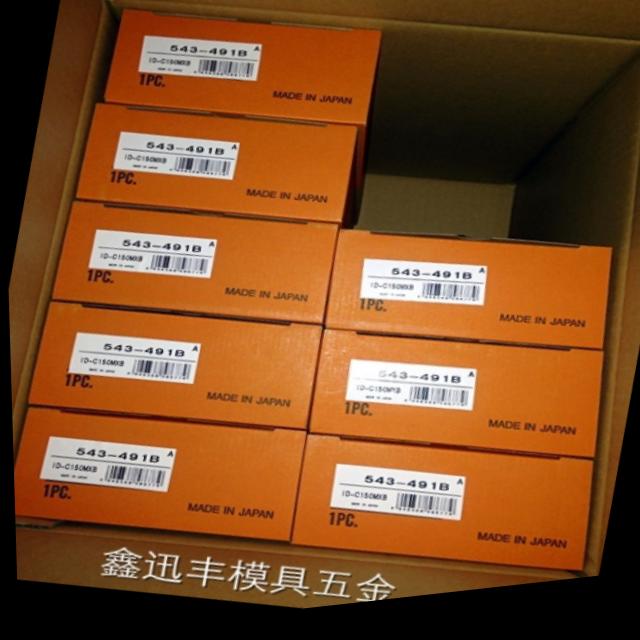 543-491B A
ID-C150MXB
1PC.
MADE IN JAPAN
543-491B A
ID-C150MXB
1PC.
MADE IN JAPAN
543-491B A
ID-C150MXB
1PC.
MADE IN JAPAN
543-491B A
ID-C150MXB
1PC.
MADE IN JAPAN
543-491B A
ID-C150MXB
1PC.
MADE IN JAPAN
543-491B A
ID-C150MXB
1PC.
MADE IN JAPAN
543-491B A
ID-C150MXB
1PC.
MADE IN JAPAN
543-491B A
ID-C150MXB
1PC.
MADE IN JAPAN
鑫迅丰模具五金